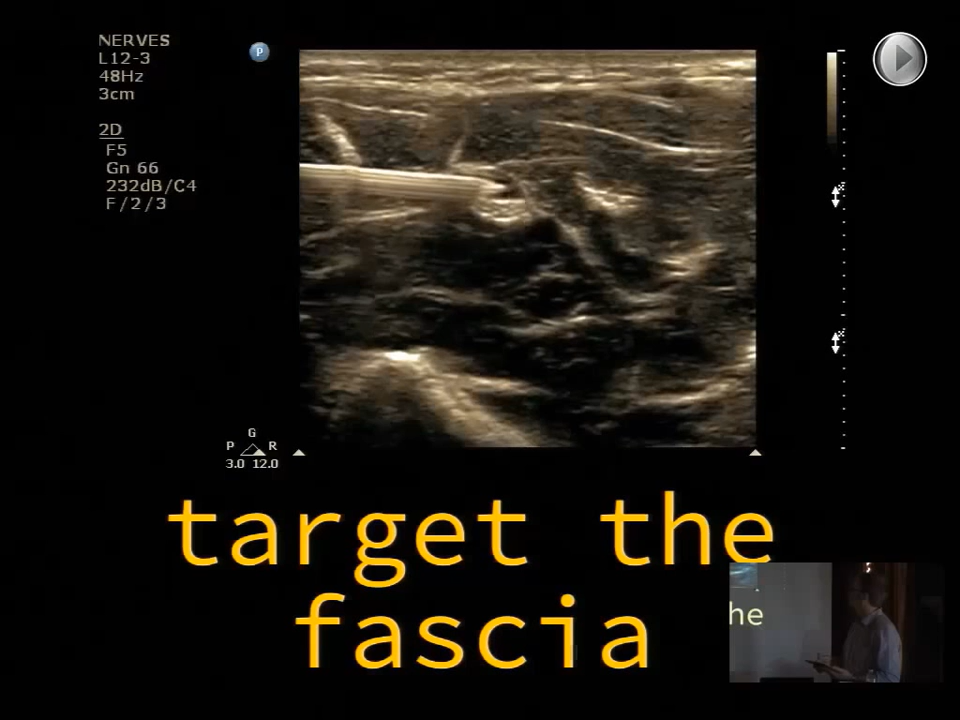 NERVES
L12-3
48Hz
3cm
2D
F5
Gn 66
232dB/C4
F/2/3
P
G
P R
3.0 12.0
target the
fascia
he